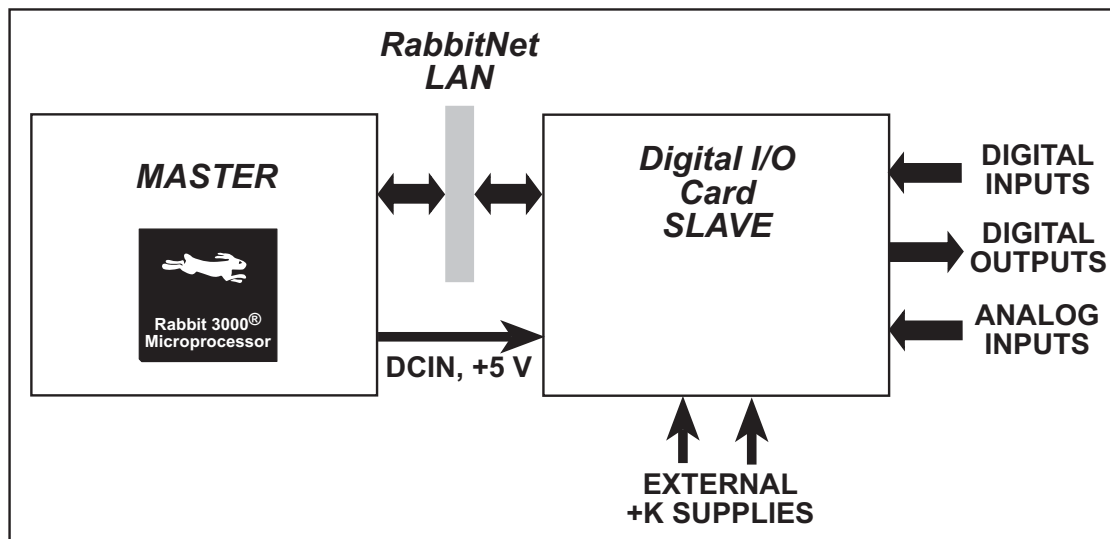 RabbitNet
LAN
MASTER
Rabbit 3000®
Microprocessor
DCIN, +5 V
Digital I/O
Card
SLAVE
DIGITAL
INPUTS
DIGITAL
OUTPUTS
ANALOG
INPUTS
EXTERNAL
+K SUPPLIES